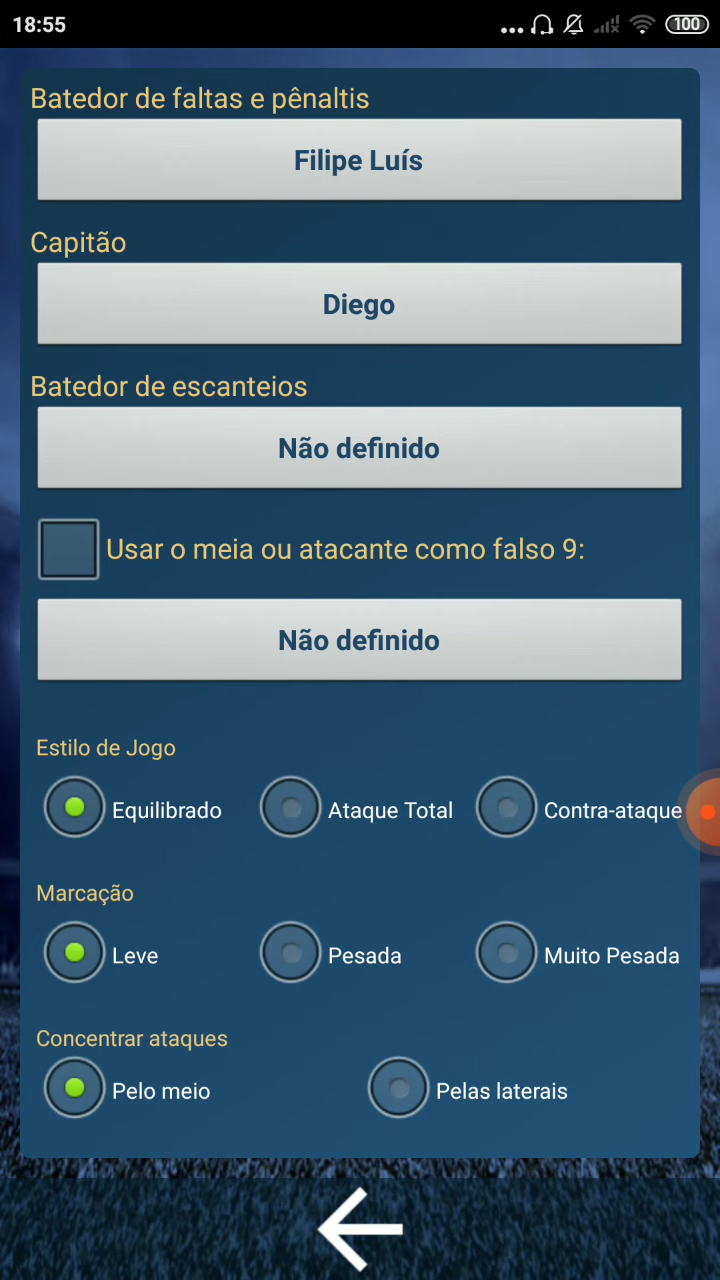 18:55
100
Batedor de faltas e pênaltis
Filipe Luís
Capitão
Diego
Batedor de escanteios
Não definido
Usar o meia ou atacante como falso 9:
Não definido
Estilo de Jogo
Equilibrado Ataque Total Contra-ataque
Marcação
Leve Pesada Muito Pesada
Concentrar ataques
Pelo meio Pelas laterais